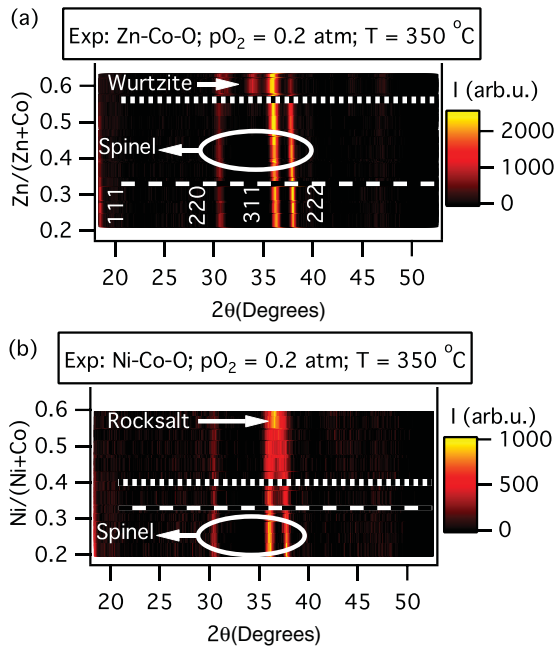 (a)
Exp: Zn-Co-O; pO₂ = 0.2 atm; T = 350 °C
Zn/(Zn+Co)
0.6
0.5
0.4
0.3
0.2
Wurtzite
Spinel
111
220
311
222
20 25 30 35 40 45 50
2θ(Degrees)
I (arb.u.)
2000
1000
0
(b)
Exp: Ni-Co-O; pO₂ = 0.2 atm; T = 350 °C
Ni/(Ni+Co)
0.6
0.5
0.4
0.3
0.2
Rocksalt
Spinel
20 25 30 35 40 45 50
2θ(Degrees)
I (arb.u.)
1000
500
0